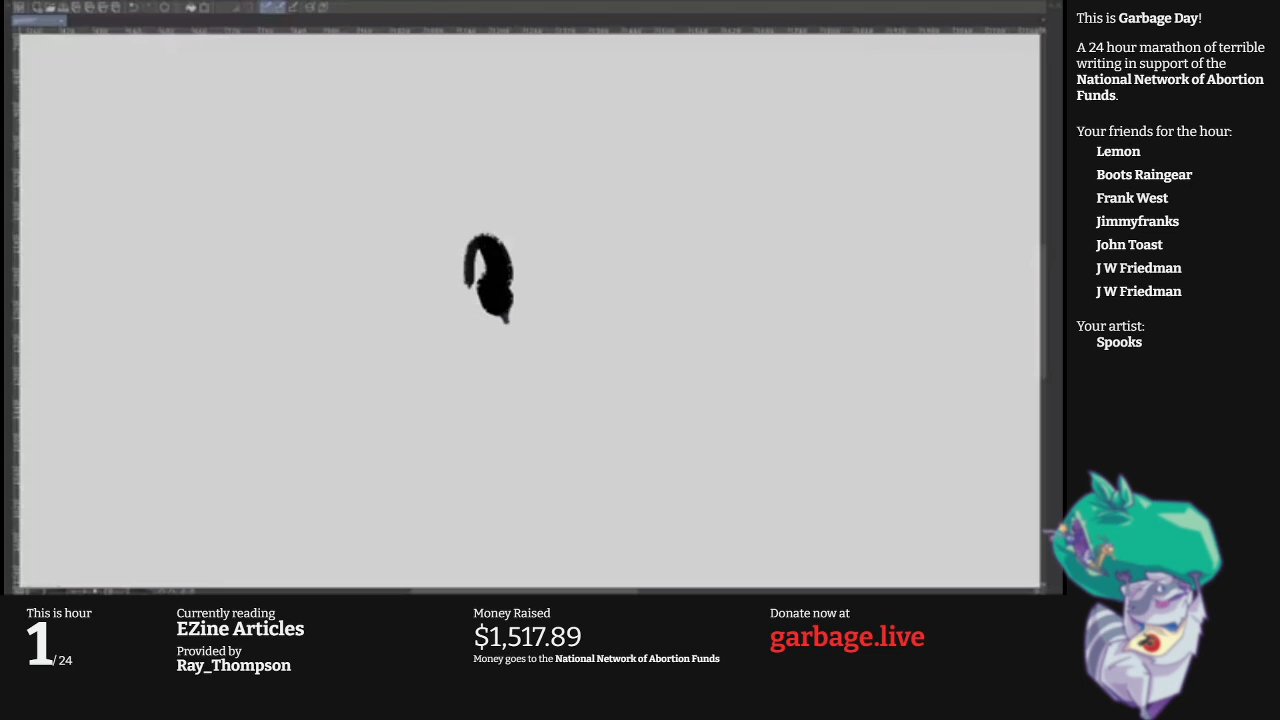 This is Garbage Day!
A 24 hour marathon of terrible
writing in support of the
National Network of Abortion
Funds.
Your friends for the hour:
Lemon
Boots Raingear
Frank West
Jimmyfranks
John Toast
J W Friedman
J W Friedman
Your artist:
Spooks
This is hour
1 / 24
Currently reading
EZine Articles
Provided by
Ray_Thompson
Money Raised
$1,517.89
Money goes to the National Network of Abortion Funds
Donate now at
garbage.live